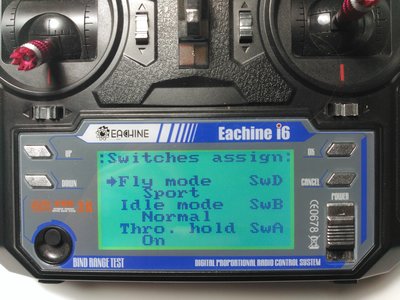 EACHINE
Eachine i6
UP
DOWN
Switches assign:
➔Fly mode SwD
Sport
Idle mode SwB
Normal
Thro. hold SwA
On
OK
CANCEL
POWER
CE0678
BIND RANGE TEST
DIGITAL PROPORTIONAL RADIO CONTROL SYSTEM